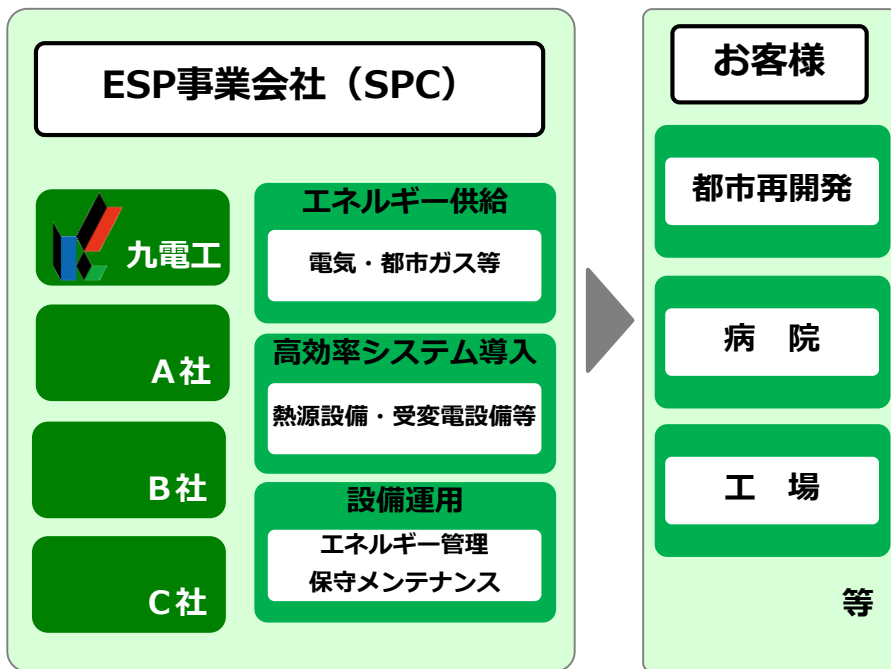 ESP事業会社（SPC）
九電工
A社
B社
C社
エネルギー供給
電気・都市ガス等
高効率システム導入
熱源設備・受変電設備等
設備運用
エネルギー管理
保守メンテナンス
お客様
都市再開発
病　院
工　場
等